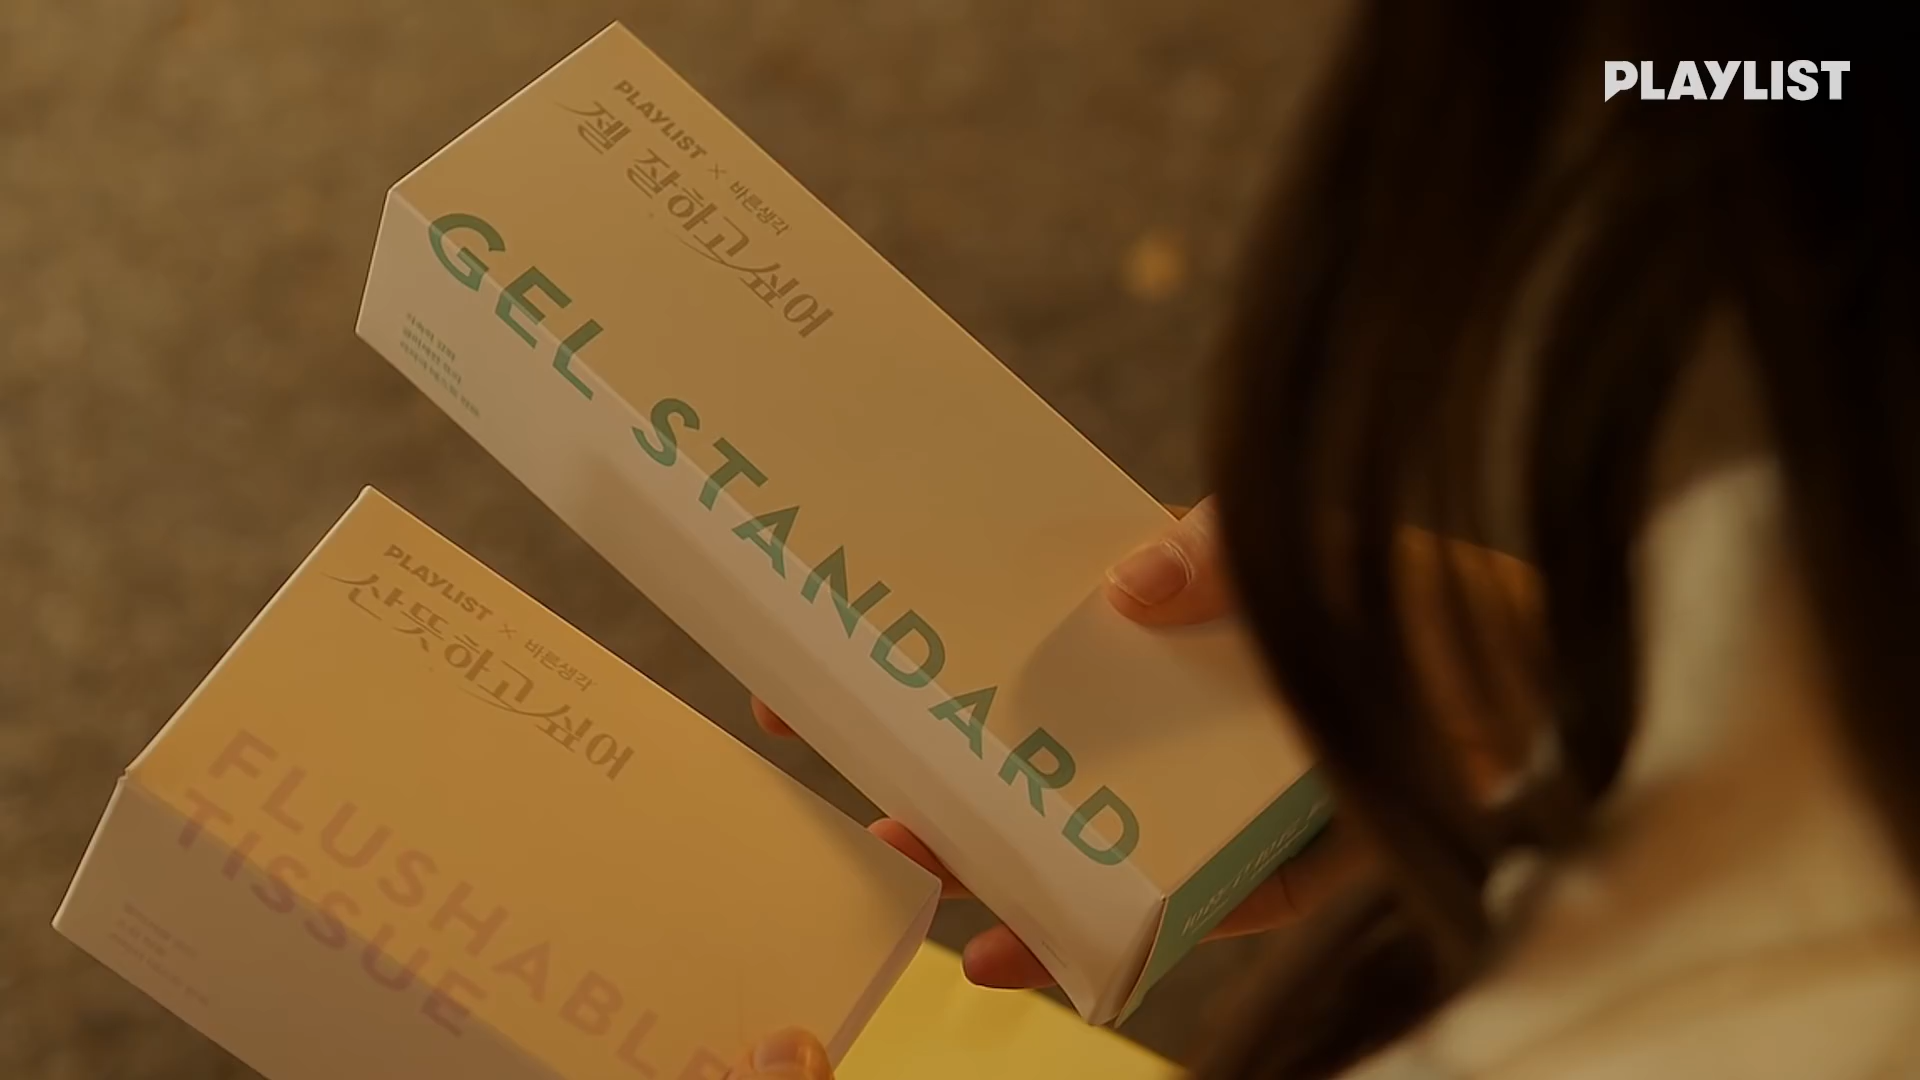 PLAYLIST
PLAYLIST × 바른생각
젤 잘하고 싶어
GEL STANDARD
PLAYLIST × 바른생각
산뜻하고 싶어
FLUSHABLE
TISSUE